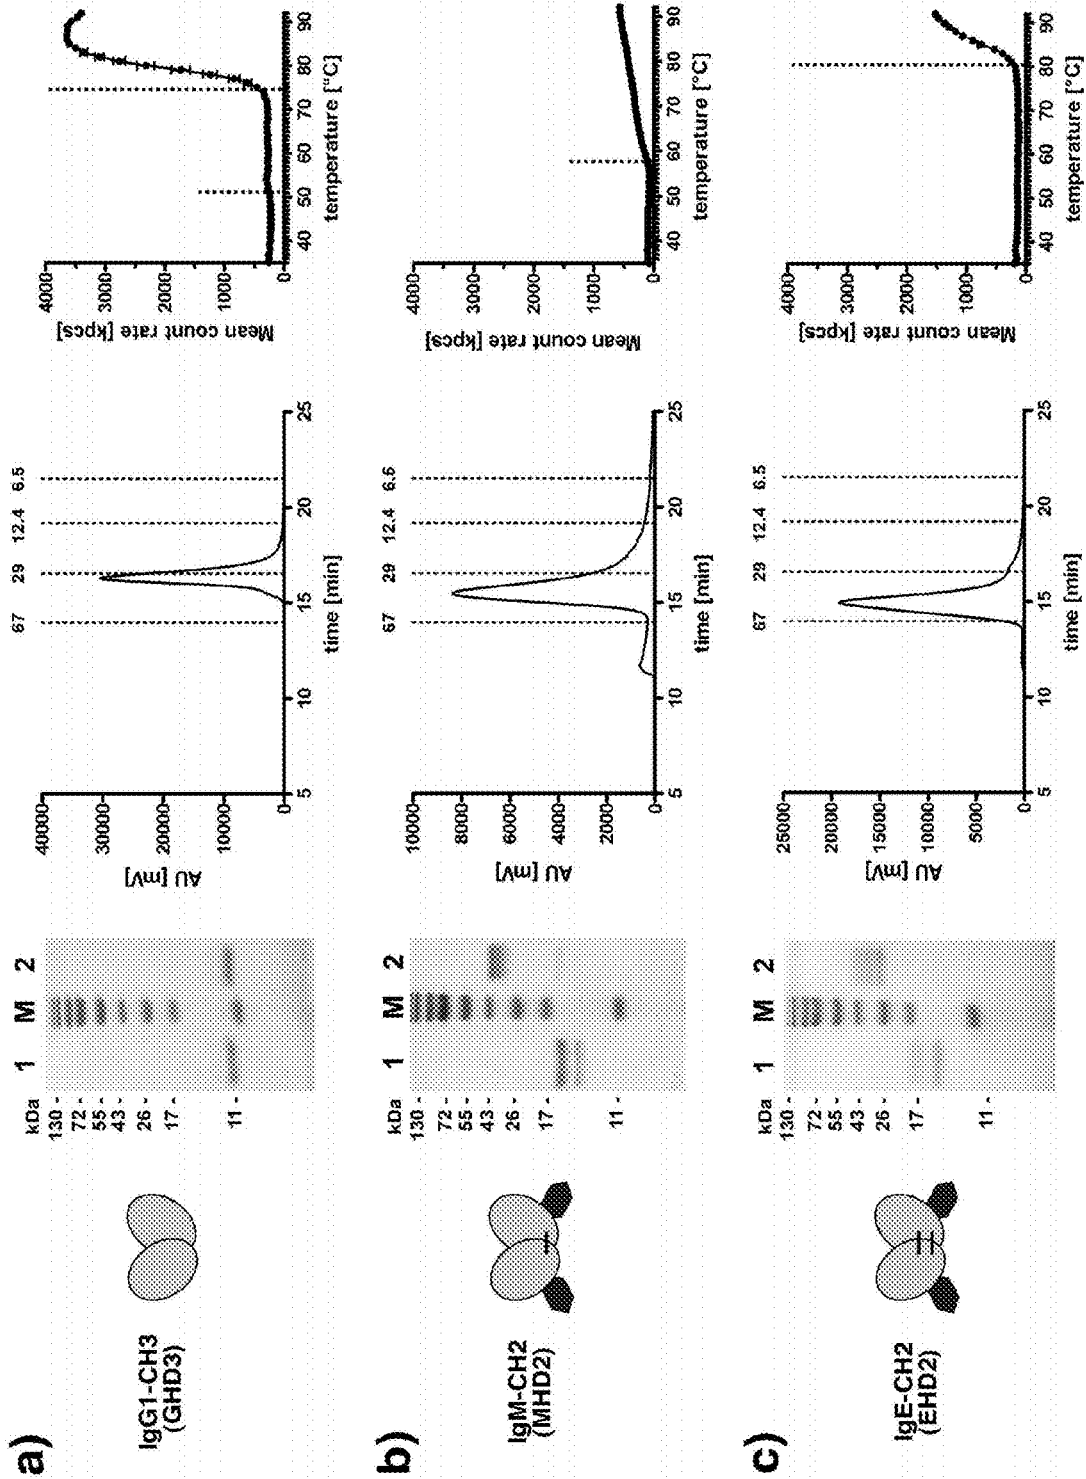 a)
IgG1-CH3
(GHD3)
kDa
130 -
72 -
55 -
43 -
26 -
17 -
11 -
1 M 2
AU [mV]
40000
30000
20000
10000
0
67 29 12.4 6.5
5 10 15 20 25
time [min]
Mean count rate [kpcs]
4000
3000
2000
1000
0
40 50 60 70 80 90
temperature [°C]
b)
IgM-CH2
(MHD2)
kDa
130 -
72 -
55 -
43 -
26 -
17 -
11 -
1 M 2
AU [mV]
10000
8000
6000
4000
2000
0
67 29 12.4 6.5
5 10 15 20 25
time [min]
Mean count rate [kpcs]
4000
3000
2000
1000
0
40 50 60 70 80 90
temperature [°C]
c)
IgE-CH2
(EHD2)
kDa
130 -
72 -
55 -
43 -
26 -
17 -
11 -
1 M 2
AU [mV]
25000
20000
15000
10000
5000
0
67 29 12.4 6.5
5 10 15 20 25
time [min]
Mean count rate [kpcs]
4000
3000
2000
1000
0
40 50 60 70 80 90
temperature [°C]